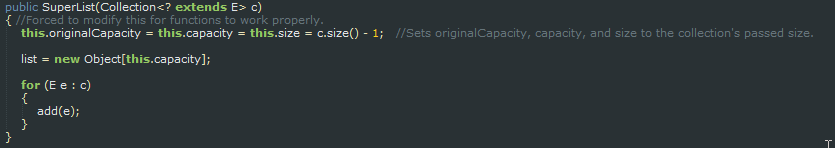 public SuperList(Collection<? extends E> c)
{ //Forced to modify this for functions to work properly.
this.originalCapacity = this.capacity = this.size = c.size() - 1; //Sets originalCapacity, capacity, and size to the collection's passed size.
list = new Object[this.capacity];
for (E e : c)
{
add(e);
}
}